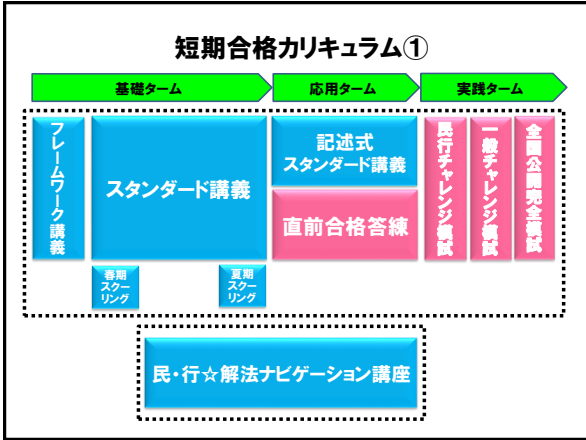 短期合格カリキュラム①
基礎ターム
応用ターム
実践ターム
フレームワーク講義
スタンダード講義
記述式
スタンダード講義
直前合格答練
民行チャレンジ模試
一般チャレンジ模試
全国公開完全模試
春期
スクー
リング
夏期
スクー
リング
民・行☆解法ナビゲーション講座